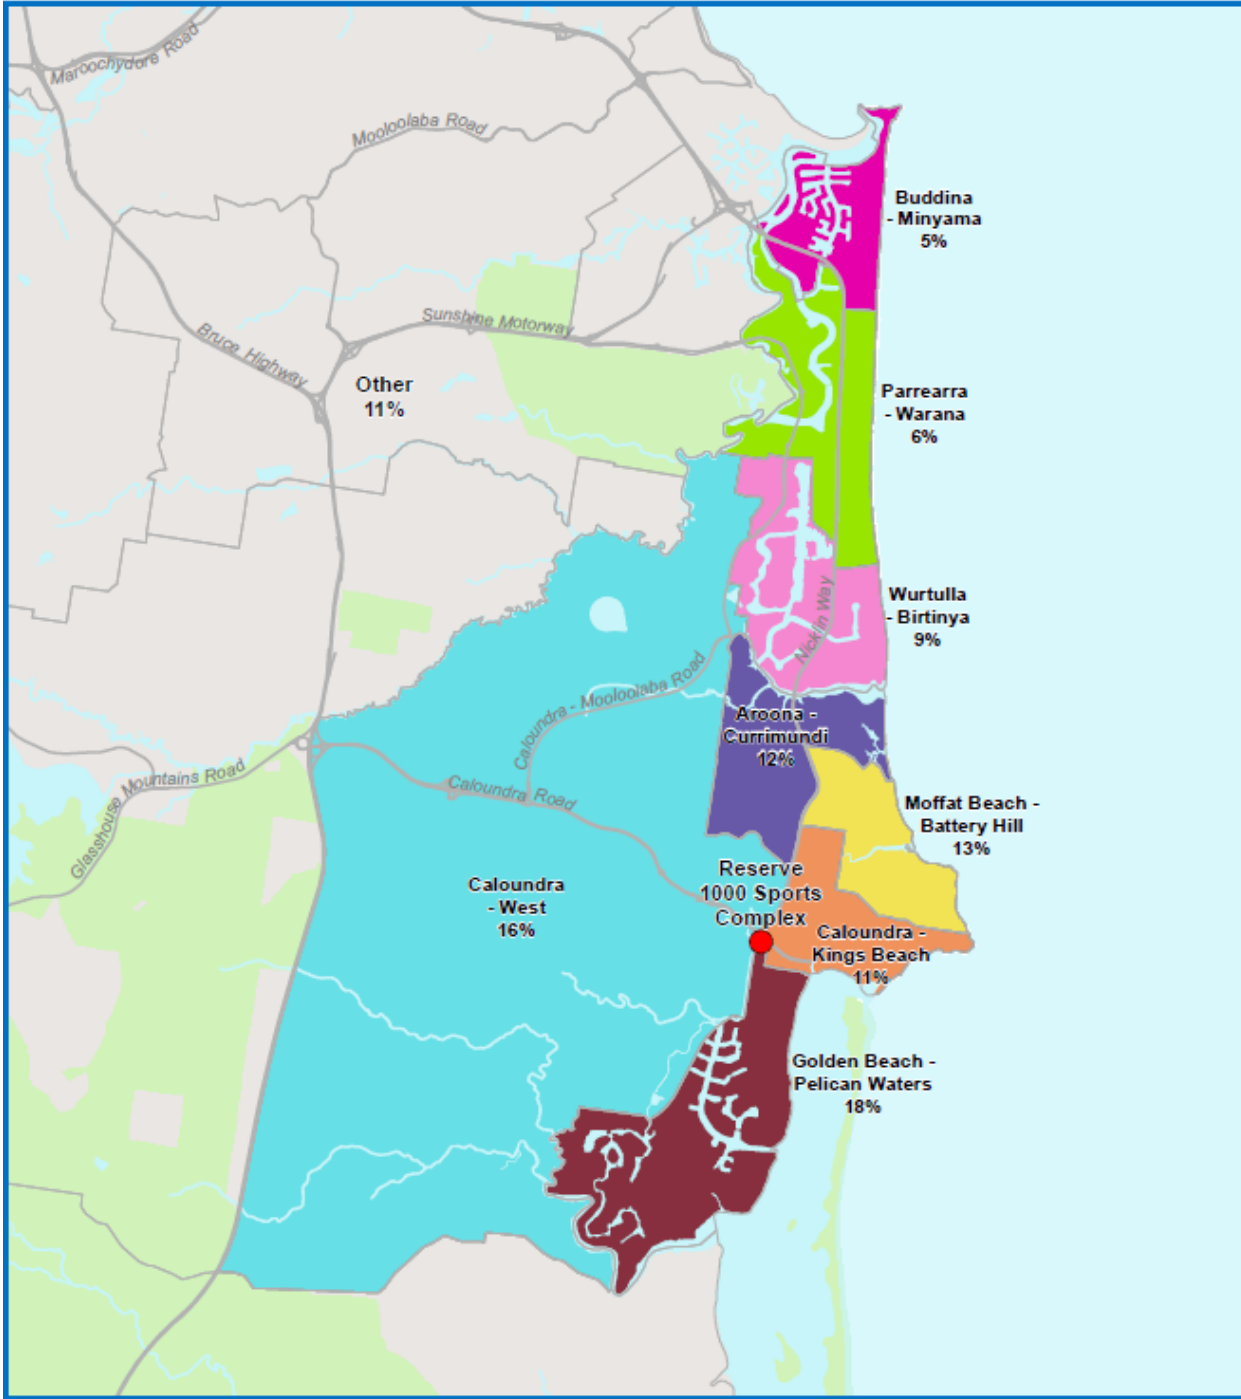 Maroochydore Road
Mooloolaba Road
Buddina
- Minyama
5%
Sunshine Motorway
Bruce Highway
Other
11%
Parrearra
- Warana
6%
Wurtulla
- Birtinya
9%
Nicklin Way
Caloundra - Mooloolaba Road
Aroona -
Currimundi
12%
Glasshouse Mountains Road
Caloundra Road
Moffat Beach -
Battery Hill
13%
Reserve
1000 Sports
Complex
Caloundra
- West
16%
Caloundra -
Kings Beach
11%
Golden Beach -
Pelican Waters
18%